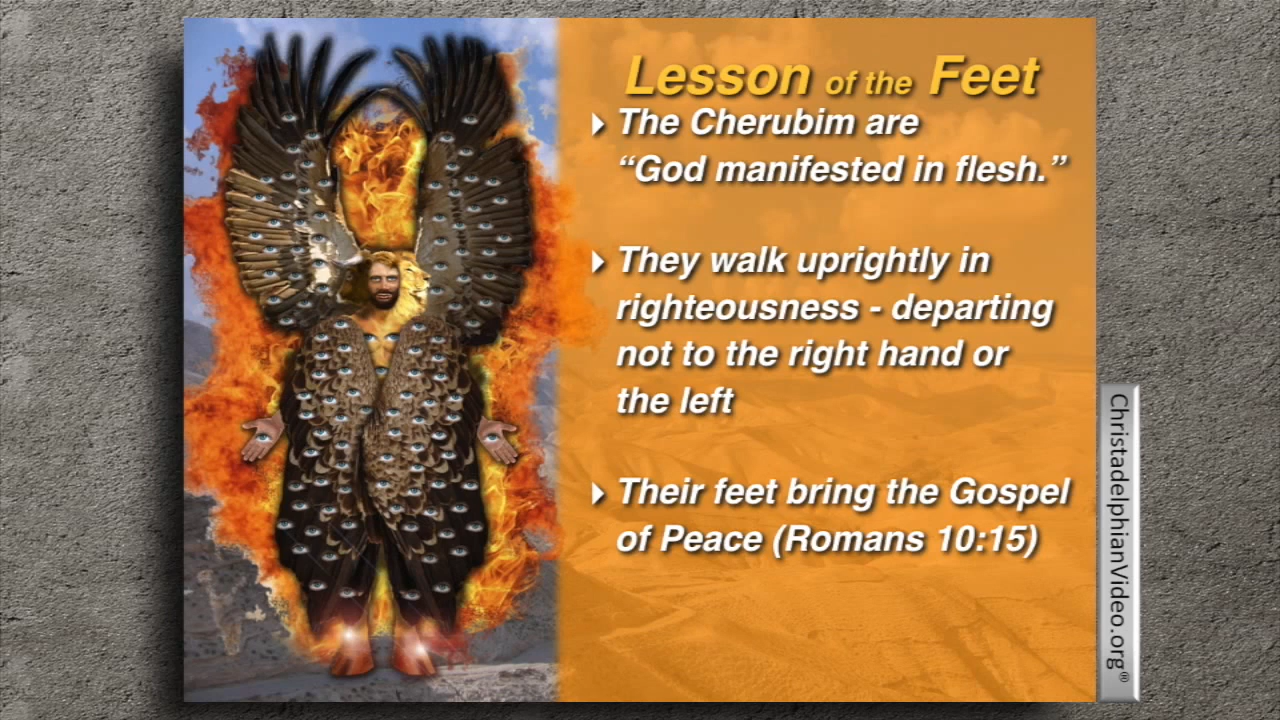 Lesson of the Feet
The Cherubim are
“God manifested in flesh.”
They walk uprightly in
righteousness - departing
not to the right hand or
the left
Their feet bring the Gospel
of Peace (Romans 10:15)
ChristadelphianVideo.org®